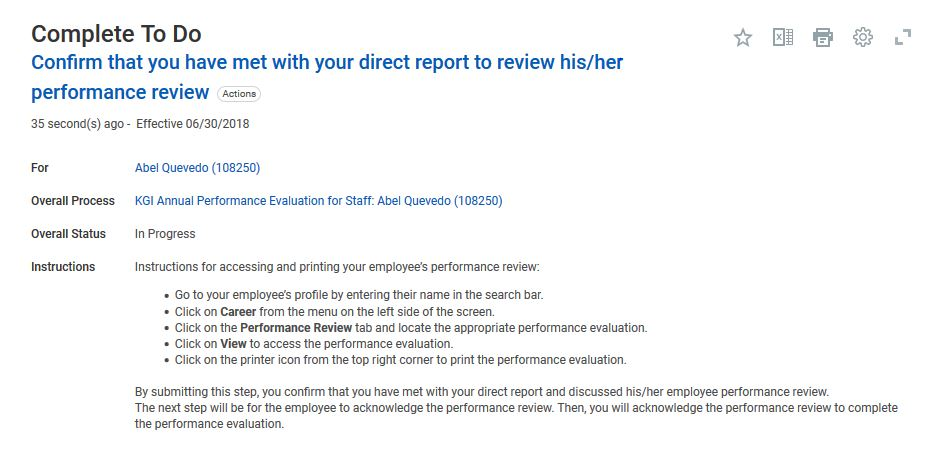 Complete To Do
Confirm that you have met with your direct report to review his/her
performance review Actions
35 second(s) ago - Effective 06/30/2018
For Abel Quevedo (108250)
Overall Process KGI Annual Performance Evaluation for Staff: Abel Quevedo (108250)
Overall Status In Progress
Instructions Instructions for accessing and printing your employee's performance review:
• Go to your employee's profile by entering their name in the search bar.
• Click on Career from the menu on the left side of the screen.
• Click on the Performance Review tab and locate the appropriate performance evaluation.
• Click on View to access the performance evaluation.
• Click on the printer icon from the top right corner to print the performance evaluation.
By submitting this step, you confirm that you have met with your direct report and discussed his/her employee performance review.
The next step will be for the employee to acknowledge the performance review. Then, you will acknowledge the performance review to complete
the performance evaluation.